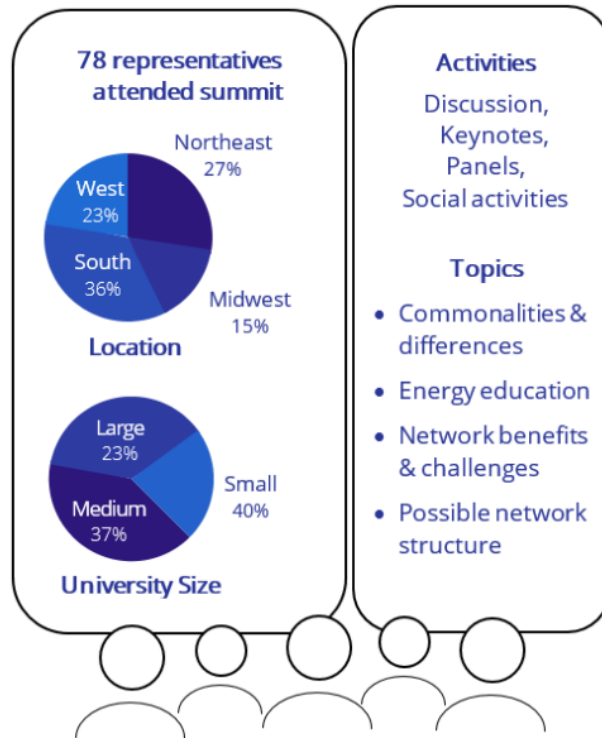 78 representatives
attended summit
Northeast
27%
West
23%
South
36%
Midwest
15%
Location
Large
23%
Small
40%
Medium
37%
University Size
Activities
Discussion,
Keynotes,
Panels,
Social activities
Topics
• Commonalities &
differences
• Energy education
• Network benefits
& challenges
• Possible network
structure